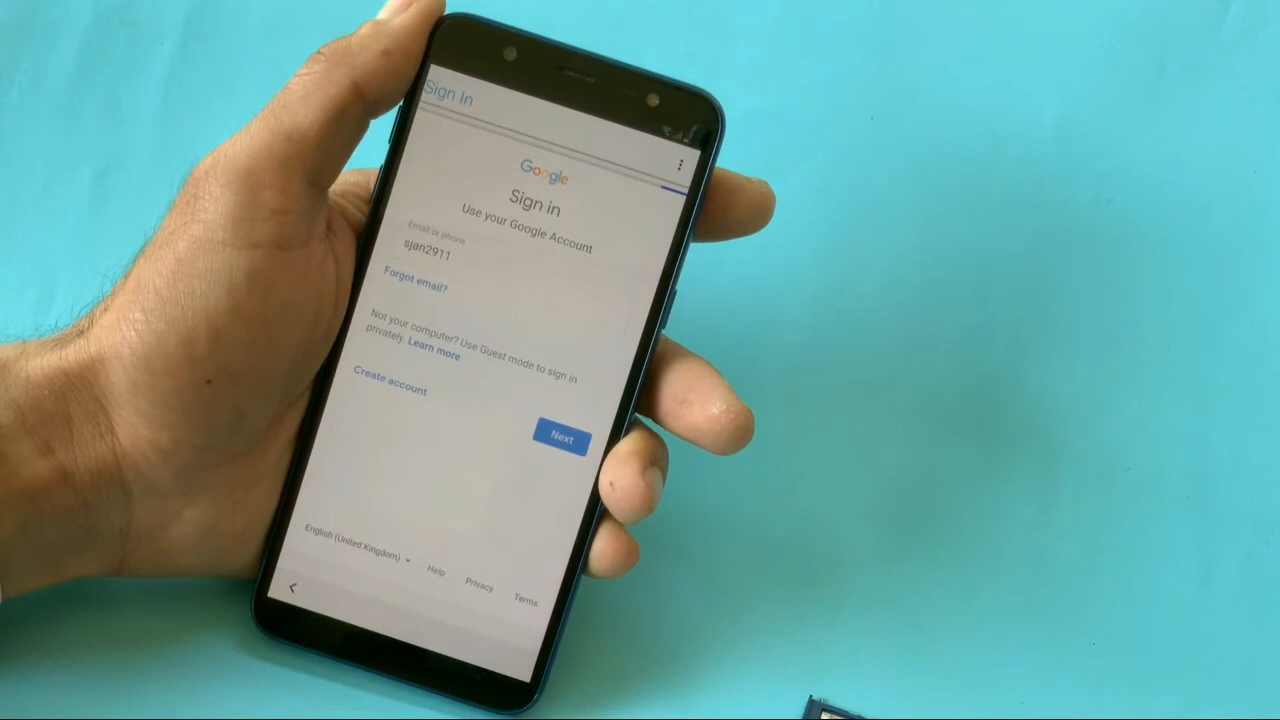 Sign In
Google
Sign in
Use your Google Account
Email or phone
sjan2911
Forgot email?
Not your computer? Use Guest mode to sign in
privately. Learn more
Create account
Next
English (United Kingdom)
Help
Privacy
Terms